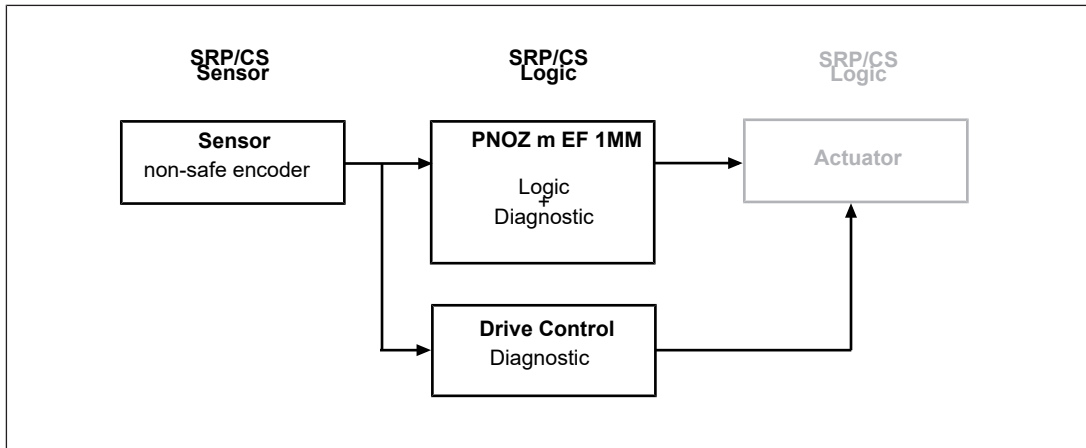 SRP/CS
Sensor
SRP/CS
Logic
SRP/CS
Logic
Sensor
non-safe encoder
PNOZ m EF 1MM
Logic
+
Diagnostic
Actuator
Drive Control
Diagnostic